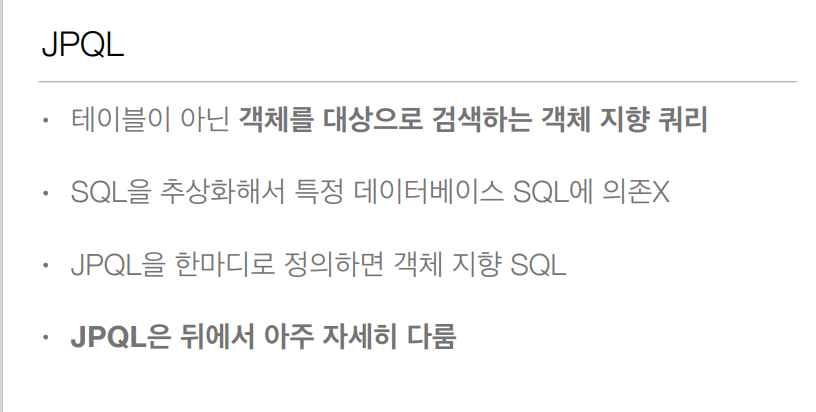 JPQL
• 테이블이 아닌 객체를 대상으로 검색하는 객체 지향 쿼리
• SQL을 추상화해서 특정 데이터베이스 SQL에 의존X
• JPQL을 한마디로 정의하면 객체 지향 SQL
• JPQL은 뒤에서 아주 자세히 다룸